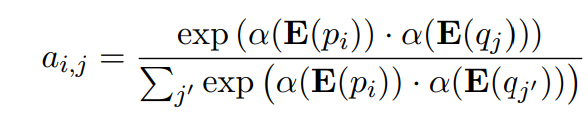 a_{i,j} = \frac{\exp(\alpha(\mathbf{E}(p_i)) \cdot \alpha(\mathbf{E}(q_j)))}{\sum_{j'} \exp(\alpha(\mathbf{E}(p_i)) \cdot \alpha(\mathbf{E}(q_{j'})))}